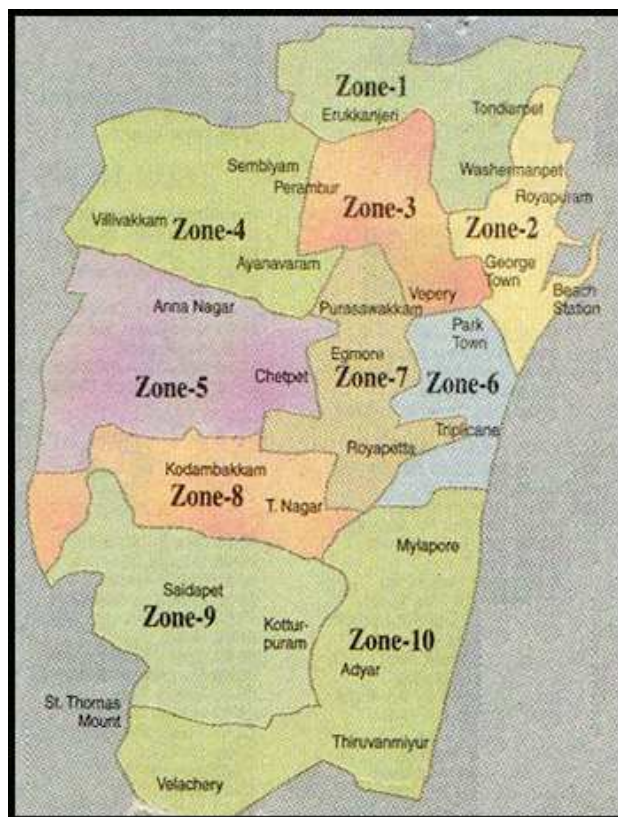 Zone-1
Erukkanjeri
Tondiarpet
Sembiyam
Washermanpet
Perambur
Royapuram
Villivakkam
Zone-4
Zone-3
Zone-2
Ayanavaram
George
Town
Vepery
Beach
Station
Anna Nagar
Purasawakkam
Park
Town
Egmore
Chetpet
Zone-7
Zone-6
Zone-5
Triplicane
Royapetta
Kodambakkam
Zone-8
T. Nagar
Mylapore
Saidapet
Zone-9
Kottur-
puram
Zone-10
Adyar
St. Thomas
Mount
Thiruvanmiyur
Velachery